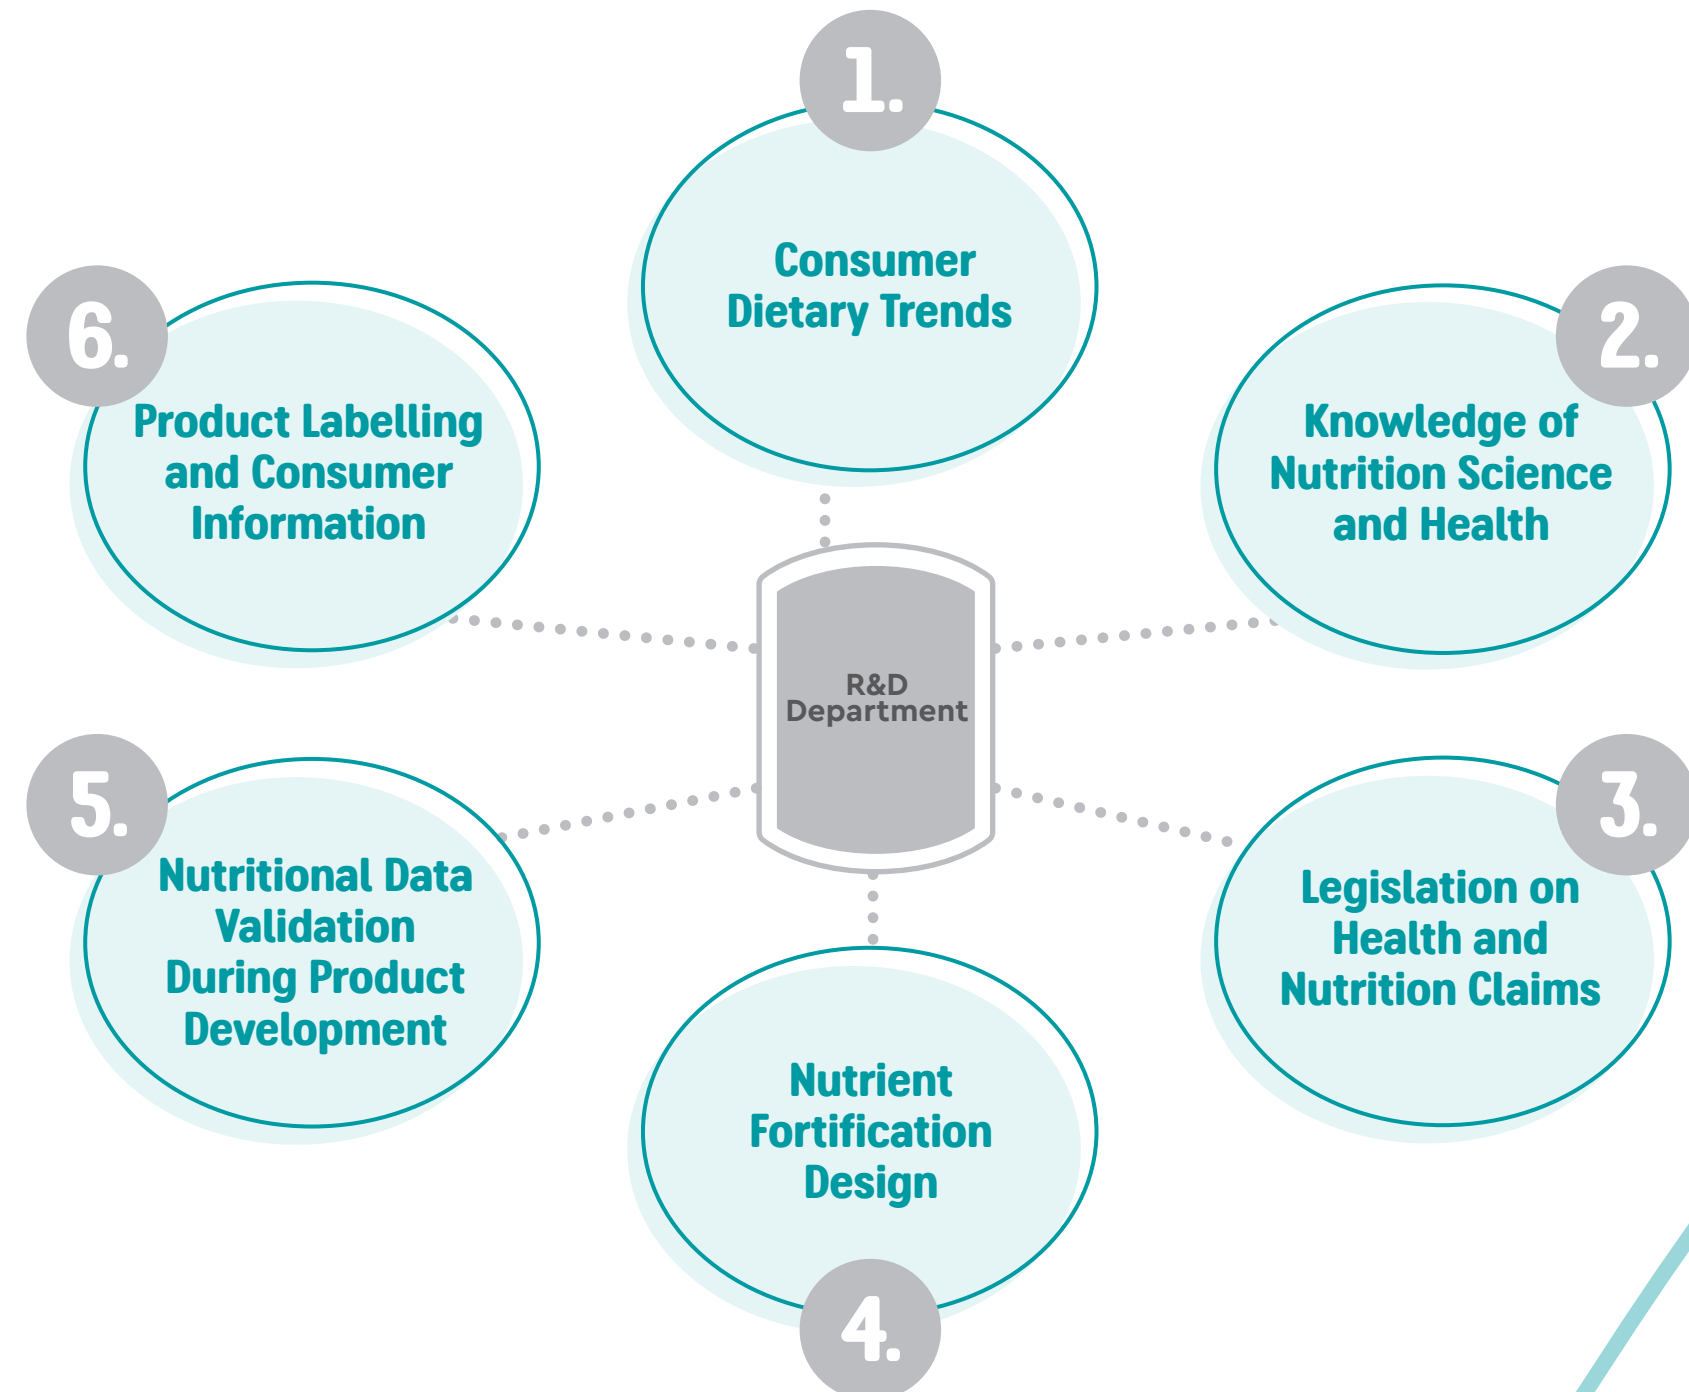 1.
Consumer
Dietary Trends
2.
Knowledge of
Nutrition Science
and Health
3.
Legislation on
Health and
Nutrition Claims
4.
Nutrient
Fortification
Design
5.
Nutritional Data
Validation
During Product
Development
6.
Product Labelling
and Consumer
Information
R&D
Department